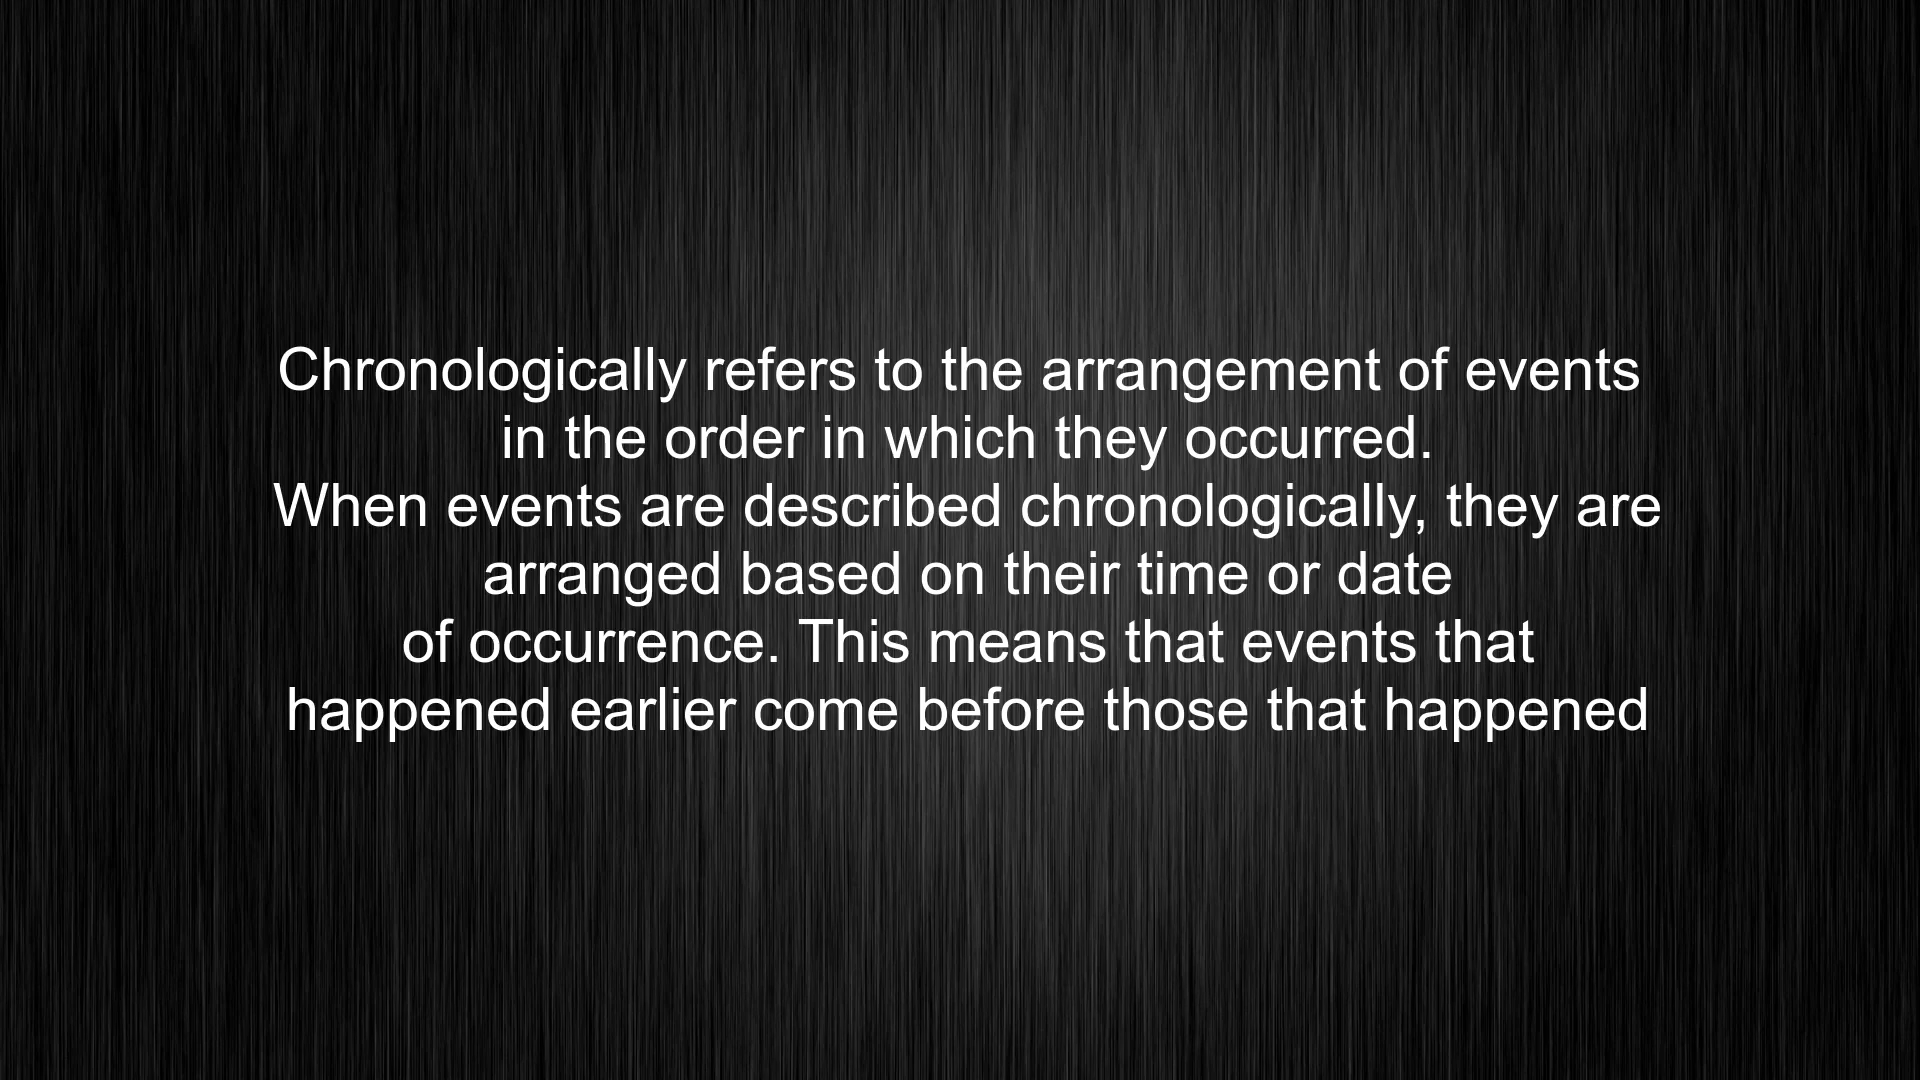 Chronologically refers to the arrangement of events
in the order in which they occurred.
When events are described chronologically, they are
arranged based on their time or date
of occurrence. This means that events that
happened earlier come before those that happened